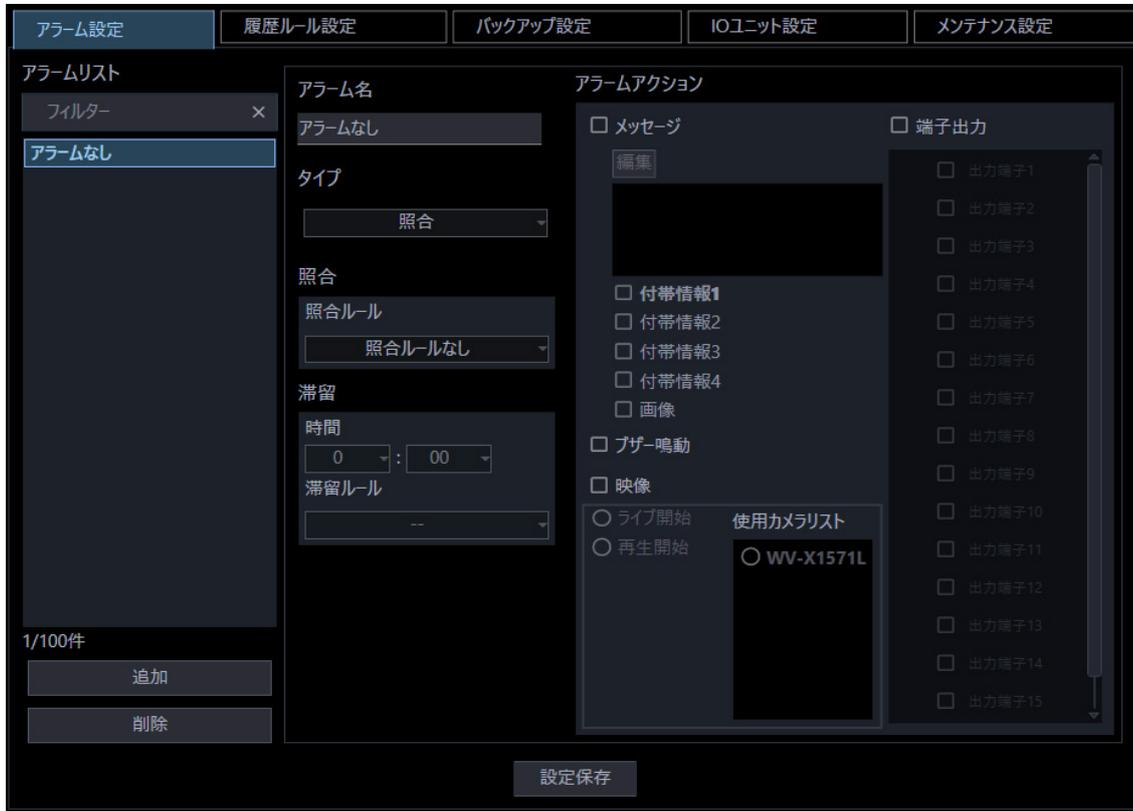 アラーム設定
履歴ルール設定
バックアップ設定
IOユニット設定
メンテナンス設定
アラームリスト
フィルター ×
アラームなし
1/100件
追加
削除
アラーム名
アラームなし
タイプ
照合
照合
照合ルール
照合ルールなし
滞留
時間
0 : 00
滞留ルール
--
アラームアクション
メッセージ
編集
付帯情報1
付帯情報2
付帯情報3
付帯情報4
画像
ブザー鳴動
映像
ライブ開始
再生開始
使用カメラリスト
WV-X1571L
端子出力
出力端子1
出力端子2
出力端子3
出力端子4
出力端子5
出力端子6
出力端子7
出力端子8
出力端子9
出力端子10
出力端子11
出力端子12
出力端子13
出力端子14
出力端子15
設定保存